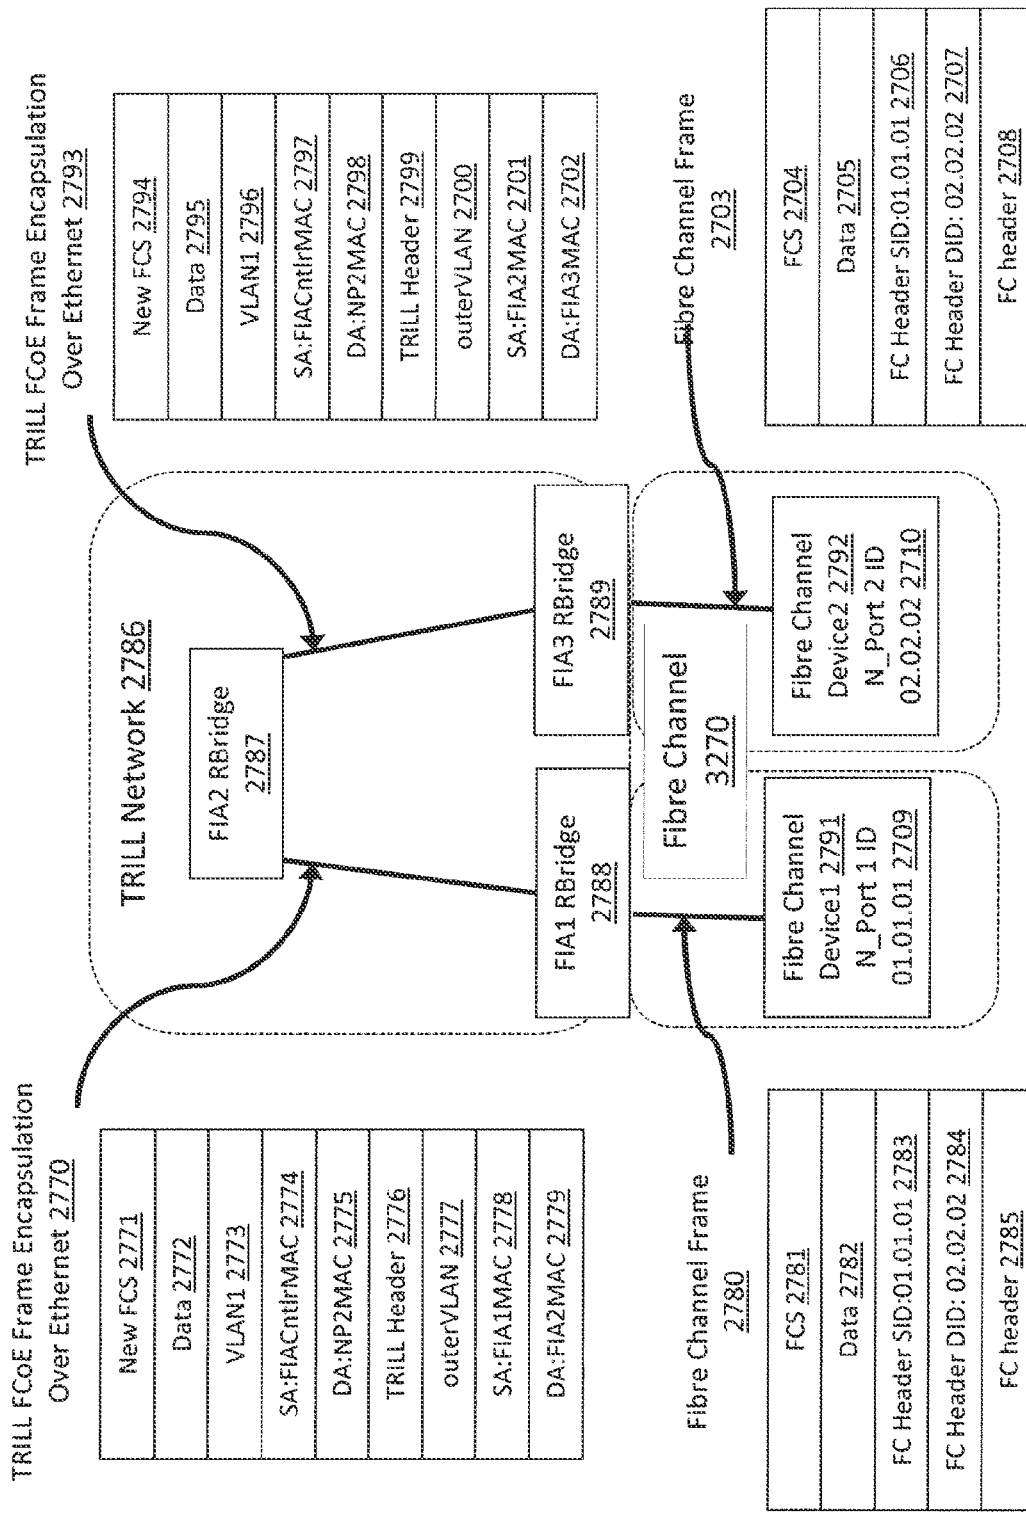 TRILL FCoE Frame Encapsulation
Over Ethernet 2770
New FCS 2771
Data 2772
VLAN1 2773
SA:FIACntlrMAC 2774
DA:NP2MAC 2775
TRILL Header 2776
outerVLAN 2777
SA:FIA1MAC 2778
DA:FIA2MAC 2779
Fibre Channel Frame
2780
FCS 2781
Data 2782
FC Header SID:01.01.01 2783
FC Header DID: 02.02.02 2784
FC header 2785
TRILL Network 2786
FIA2 RBridge
2787
FIA1 RBridge
2788
FIA3 RBridge
2789
Fibre Channel
3270
Fibre Channel
Device1 2791
N_Port 1 ID
01.01.01 2709
Fibre Channel
Device2 2792
N_Port 2 ID
02.02.02 2710
TRILL FCoE Frame Encapsulation
Over Ethernet 2793
New FCS 2794
Data 2795
VLAN1 2796
SA:FIACntlrMAC 2797
DA:NP2MAC 2798
TRILL Header 2799
outerVLAN 2700
SA:FIA2MAC 2701
DA:FIA3MAC 2702
Fibre Channel Frame
2703
FCS 2704
Data 2705
FC Header SID:01.01.01 2706
FC Header DID: 02.02.02 2707
FC header 2708